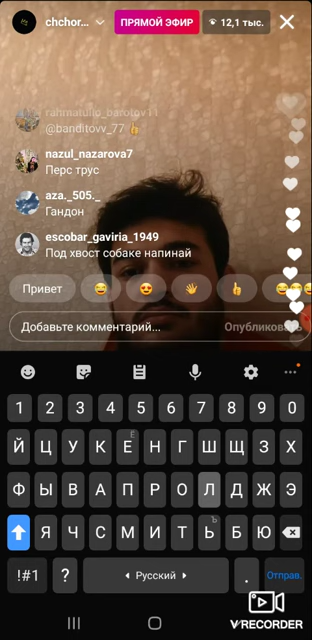 chchor...
ПРЯМОЙ ЭФИР
12,1 тыс.
rahmatullo_barotov11
@banditovv_77 👍
nazul_nazarova7
Перс трус
aza._505._
Гандон
escobar_gaviria_1949
Под хвост собаке напинай
Привет
Добавьте комментарий...
Опубликовать
1 2 3 4 5 6 7 8 9 0
Ё
Й Ц У К Е Н Г Ш Щ З Х
Ф Ы В А П Р О Л Д Ж Э
Ъ
Я Ч С М И Т Ь Б Ю
!#1 ? Русский . Отправ.
V RECORDER